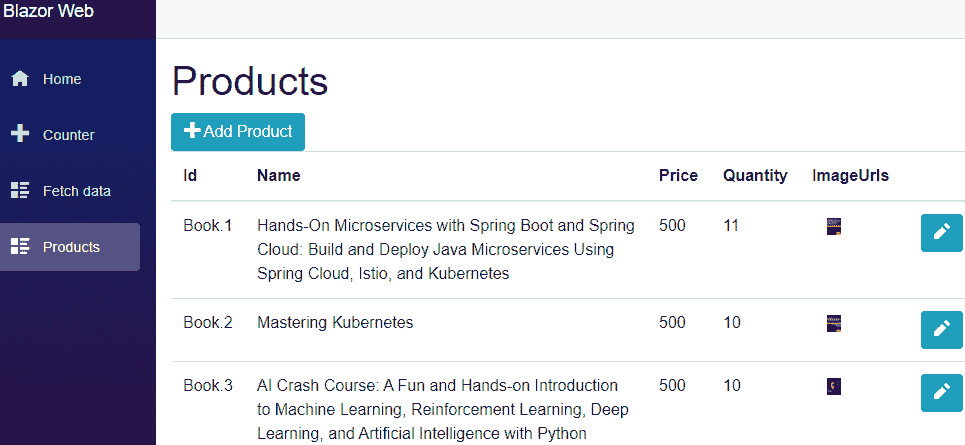 Blazor Web
Home
Counter
Fetch data
Products
Products
Add Product
Id Name Price Quantity ImageUrls
Book.1 Hands-On Microservices with Spring Boot and Spring 500 11
Cloud: Build and Deploy Java Microservices Using
Spring Cloud, Istio, and Kubernetes
Book.2 Mastering Kubernetes 500 10
Book.3 AI Crash Course: A Fun and Hands-on Introduction 500 10
to Machine Learning, Reinforcement Learning, Deep
Learning, and Artificial Intelligence with Python